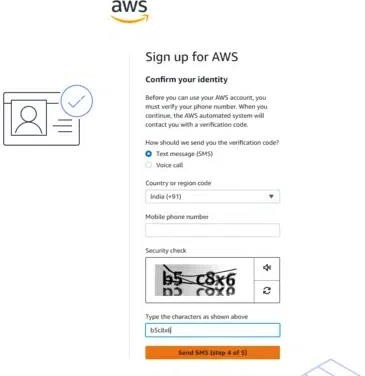 aws
Sign up for AWS
Confirm your identity
Before you can use your AWS account, you
must verify your phone number. When you
continue, the AWS automated system will
contact you with a verification code.
How should we send you the verification code?
Text message (SMS)
Voice call
Country or region code
India (+91)
Mobile phone number
Security check
b5 c8x6
Type the characters as shown above
b5c8x6
Send SMS (step 4 of 5)